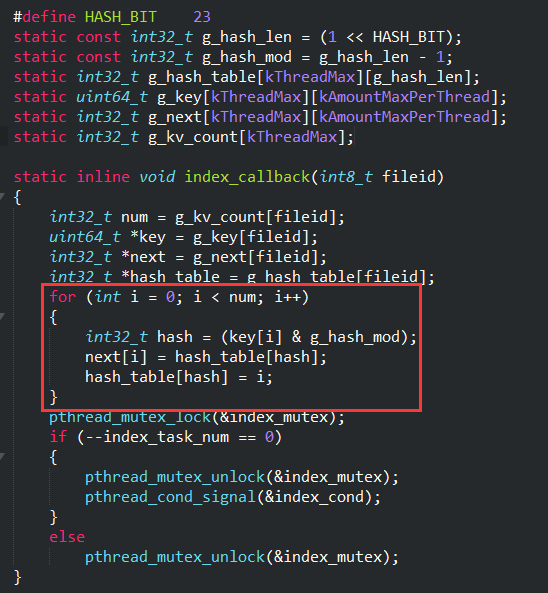 #define HASH_BIT    23
static const int32_t g_hash_len = (1 << HASH_BIT);
static const int32_t g_hash_mod = g_hash_len - 1;
static int32_t g_hash_table[kThreadMax][g_hash_len];
static uint64_t g_key[kThreadMax][kAmountMaxPerThread];
static int32_t g_next[kThreadMax][kAmountMaxPerThread];
static int32_t g_kv_count[kThreadMax];
static inline void index_callback(int8_t fileid)
{
    int32_t num = g_kv_count[fileid];
    uint64_t *key = g_key[fileid];
    int32_t *next = g_next[fileid];
    int32_t *hash_table = g_hash_table[fileid];
    for (int i = 0; i < num; i++)
    {
        int32_t hash = (key[i] & g_hash_mod);
        next[i] = hash_table[hash];
        hash_table[hash] = i;
    }
    pthread_mutex_lock(&index_mutex);
    if (--index_task_num == 0)
    {
        pthread_mutex_unlock(&index_mutex);
        pthread_cond_signal(&index_cond);
    }
    else
        pthread_mutex_unlock(&index_mutex);
}